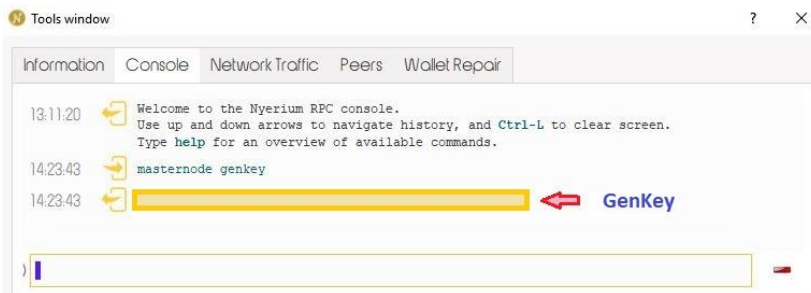 Tools window ? ×
Information Console Network Traffic Peers Wallet Repair
13:11:20 Welcome to the Nyerium RPC console.
Use up and down arrows to navigate history, and Ctrl-L to clear screen.
Type help for an overview of available commands.
14:23:43 masternode genkey
14:23:43 GenKey